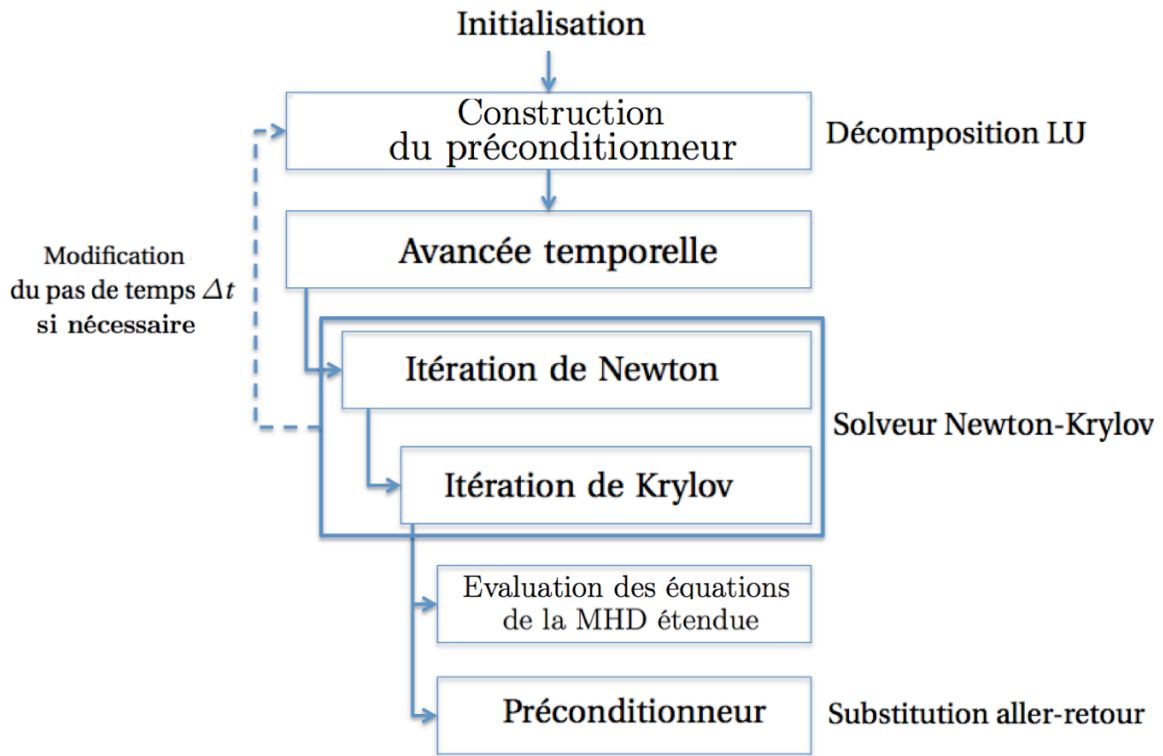 Initialisation
Construction
du préconditionneur
Décomposition LU
Avancée temporelle
Modification
du pas de temps Δt
si nécessaire
Itération de Newton
Solveur Newton-Krylov
Itération de Krylov
Evaluation des équations
de la MHD étendue
Préconditionneur
Substitution aller-retour